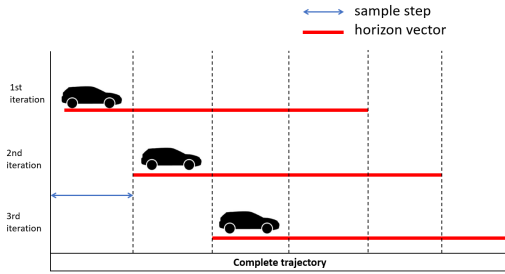 sample step
horizon vector
1st
iteration
2nd
iteration
3rd
iteration
Complete trajectory